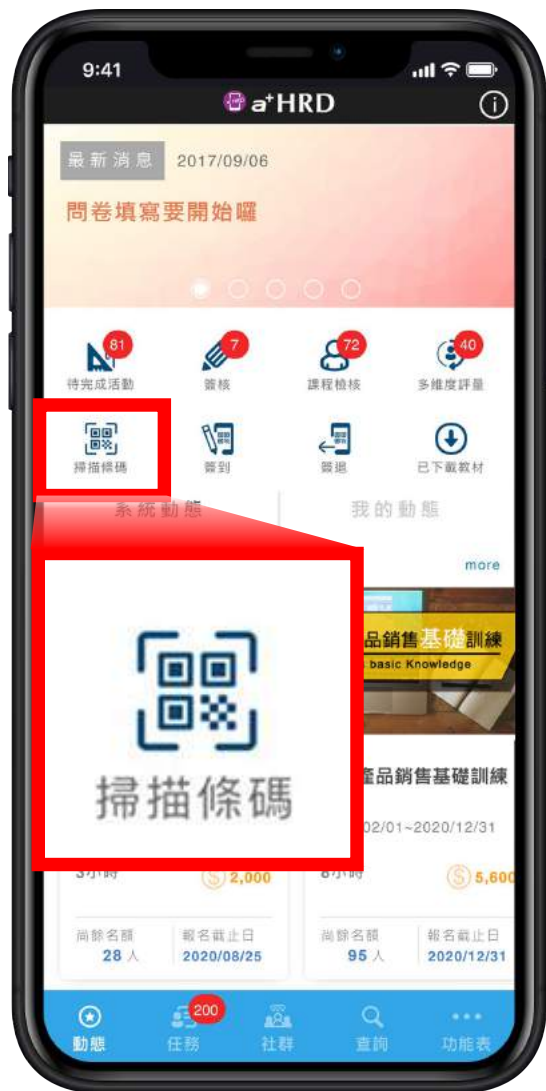 9:41
a+HRD
最新消息 2017/09/06
問卷填寫要開始囉
81 7 72 40
待完成活動 簽核 課程檢核 多維度評量
掃描條碼 簽到 簽退 已下載教材
系統動態 我的動態
more
品銷售基礎訓練
basic Knowledge
掃描條碼
產品銷售基礎訓練
02/01~2020/12/31
3小時 2,000 8小時 5,600
尚餘名額 報名截止日 尚餘名額 報名截止日
28 人 2020/08/25 95 人 2020/12/31
200
動態 任務 社群 查詢 功能表